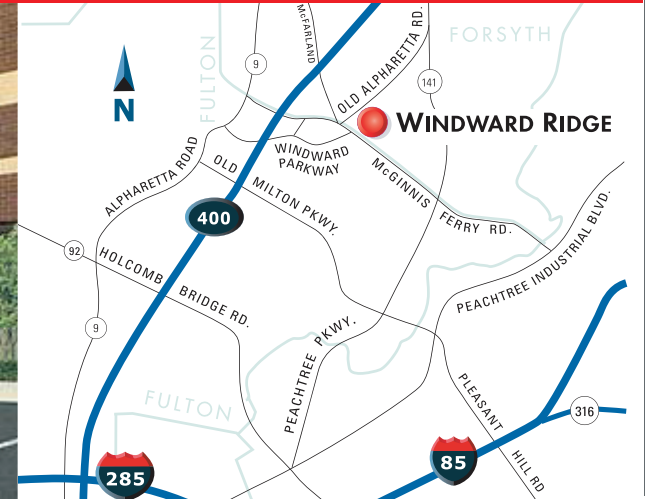 McFARLAND
OLD ALPHARETTA RD.
FORSYTH
FULTON
9
141
N
WINDWARD RIDGE
WINDWARD
PARKWAY
ALPHARETTA ROAD
OLD MILTON PKWY.
McGINNIS FERRY RD.
400
92
HOLCOMB BRIDGE RD.
PEACHTREE INDUSTRIAL BLVD.
9
PEACHTREE PKWY.
PLEASANT HILL RD
FULTON
316
285
85